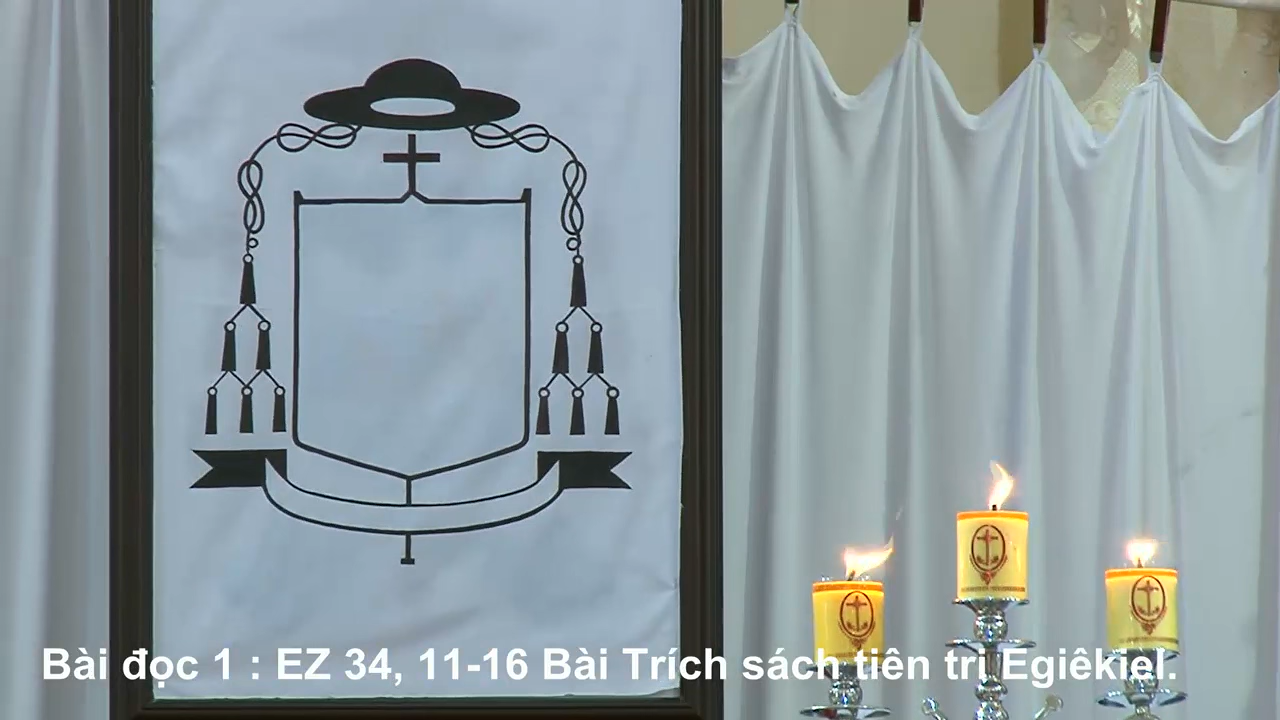 Bài đọc 1 : EZ 34, 11-16 Bài Trích sách tiên tri Egiêkiel.